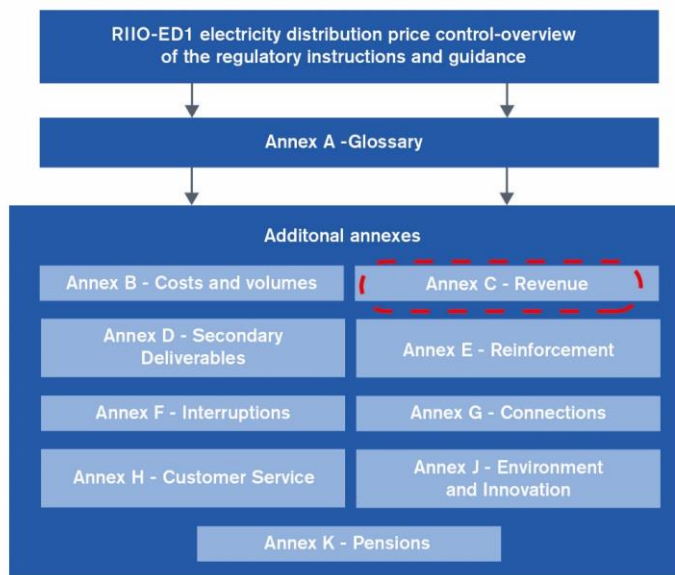 RIIO-ED1 electricity distribution price control-overview
of the regulatory instructions and guidance
Annex A -Glossary
Additonal annexes
Annex B - Costs and volumes
Annex C - Revenue
Annex D - Secondary
Deliverables
Annex E - Reinforcement
Annex F - Interruptions
Annex G - Connections
Annex H - Customer Service
Annex J - Environment
and Innovation
Annex K - Pensions